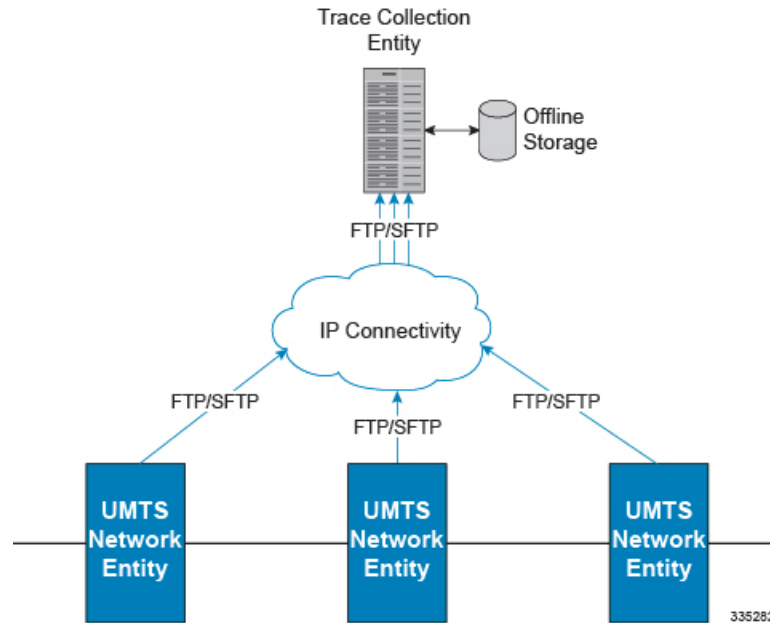 Trace Collection
Entity
Offline
Storage
FTP/SFTP
IP Connectivity
FTP/SFTP
FTP/SFTP
FTP/SFTP
UMTS
Network
Entity
UMTS
Network
Entity
UMTS
Network
Entity
335282